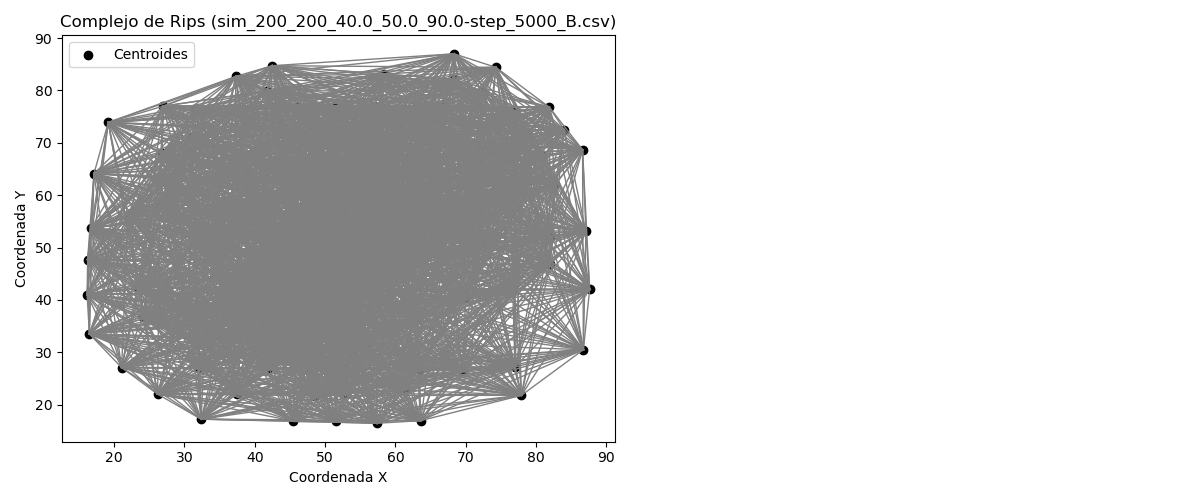 Complejo de Rips (sim_200_200_40.0_50.0_90.0-step_5000_B.csv)
Centroides
90
80
70
60
50
40
30
20
Coordenada Y
20 30 40 50 60 70 80 90
Coordenada X